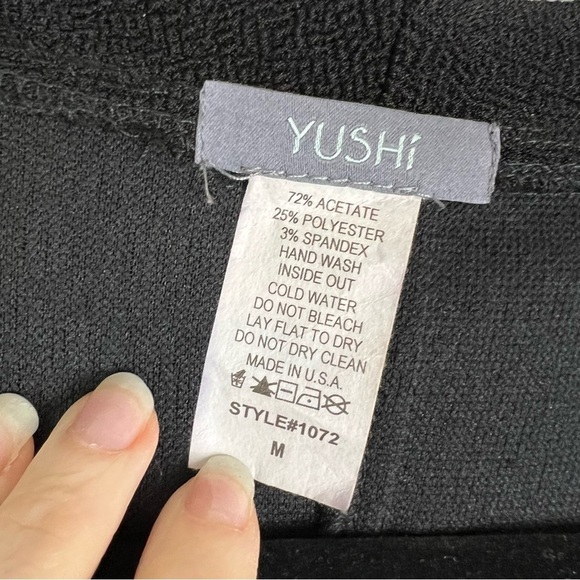 YUSHi
72% ACETATE
25% POLYESTER
3% SPANDEX
HAND WASH
INSIDE OUT
COLD WATER
DO NOT BLEACH
LAY FLAT TO DRY
DO NOT DRY CLEAN
MADE IN U.S.A.
STYLE#1072
M